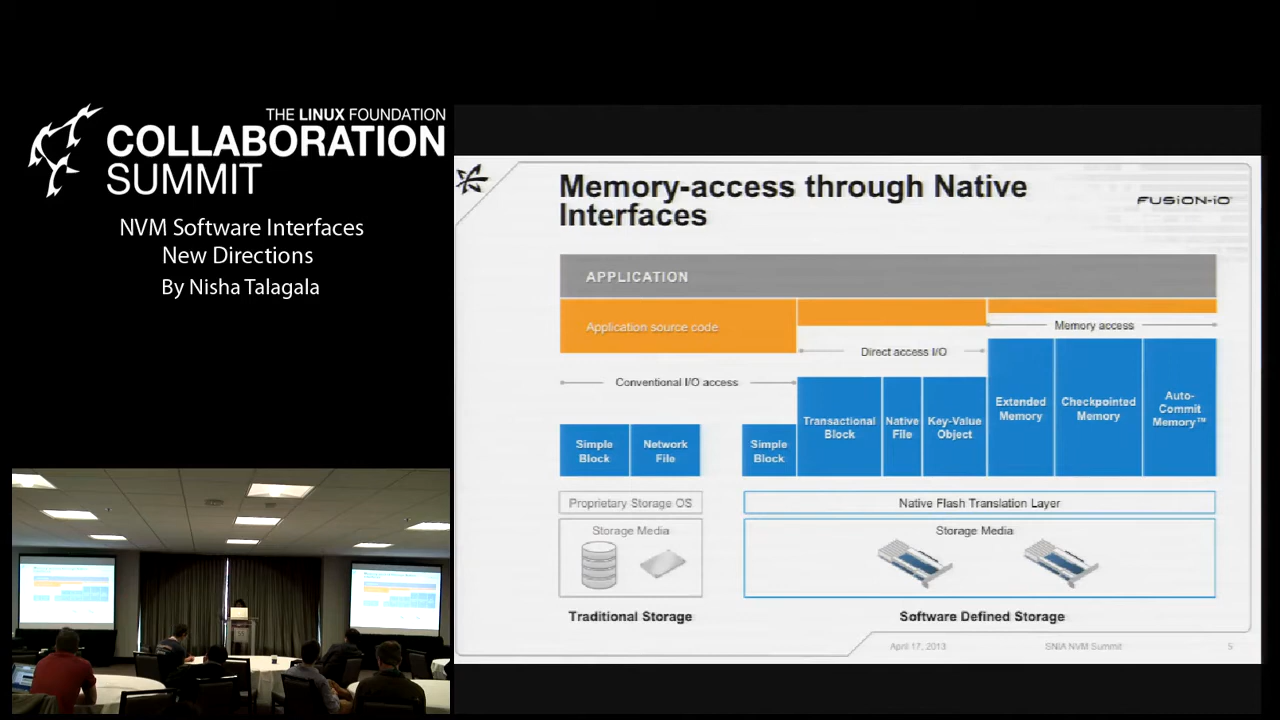 THE LINUX FOUNDATION
COLLABORATION
SUMMIT
NVM Software Interfaces
New Directions
By Nisha Talagala
Memory-access through Native
Interfaces
FUSION-iO
APPLICATION
Application source code
Memory access
Direct access I/O
Conventional I/O access
Simple
Block
Network
File
Simple
Block
Transactional
Block
Native
File
Key-Value
Object
Extended
Memory
Checkpointed
Memory
Auto-
Commit
Memory™
Proprietary Storage OS
Native Flash Translation Layer
Storage Media
Storage Media
Traditional Storage
Software Defined Storage
April 17, 2013
SNIA NVM Summit
5